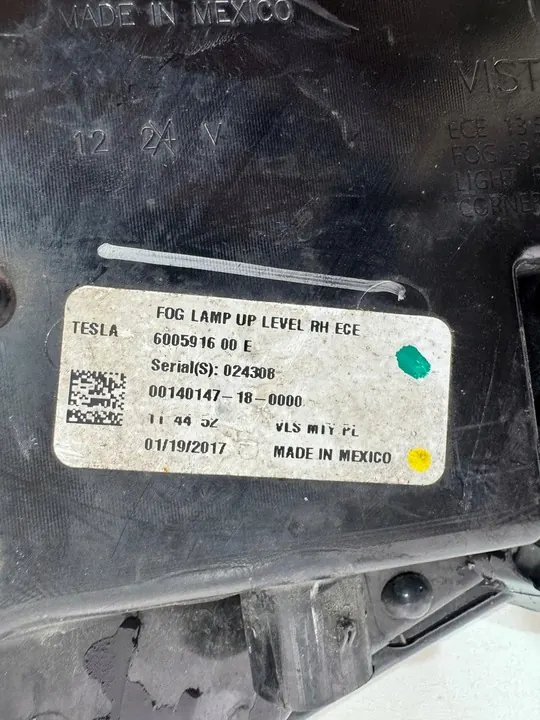 MADE IN MEXICO
12 24 V
VIST
ECE 13
FOG
LIGHT
CORNE
FOG LAMP UP LEVEL RH ECE
TESLA
6005916 00 E
Serial(S): 024308
00140147-18-0000
11 44 52 VLS MTY PL
01/19/2017 MADE IN MEXICO